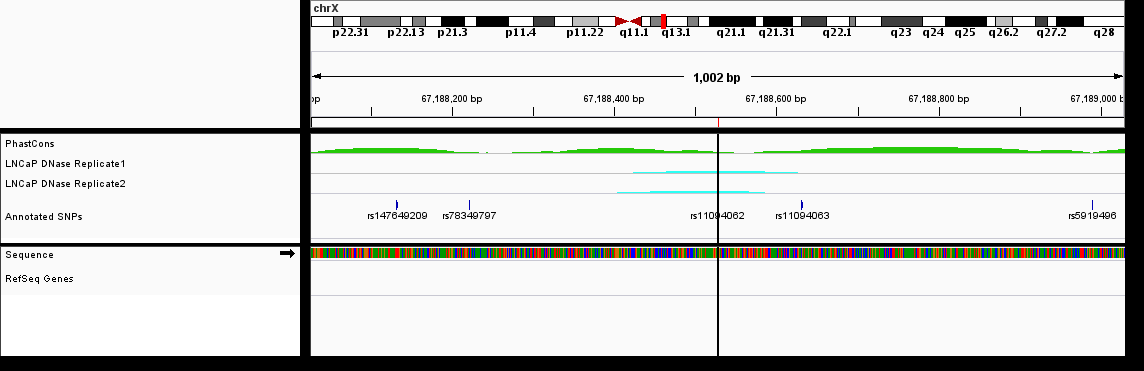 chrX
p22.31 p22.13 p21.3 p11.4 p11.22 q11.1 q13.1 q21.1 q21.31 q22.1 q23 q24 q25 q26.2 q27.2 q28
1,002 bp
bp 67,188,200 bp 67,188,400 bp 67,188,600 bp 67,188,800 bp 67,189,000 b
PhastCons
LNCaP DNase Replicate1
LNCaP DNase Replicate2
Annotated SNPs rs147649209 rs78349797 rs11094062 rs11094063 rs5919496
Sequence
RefSeq Genes